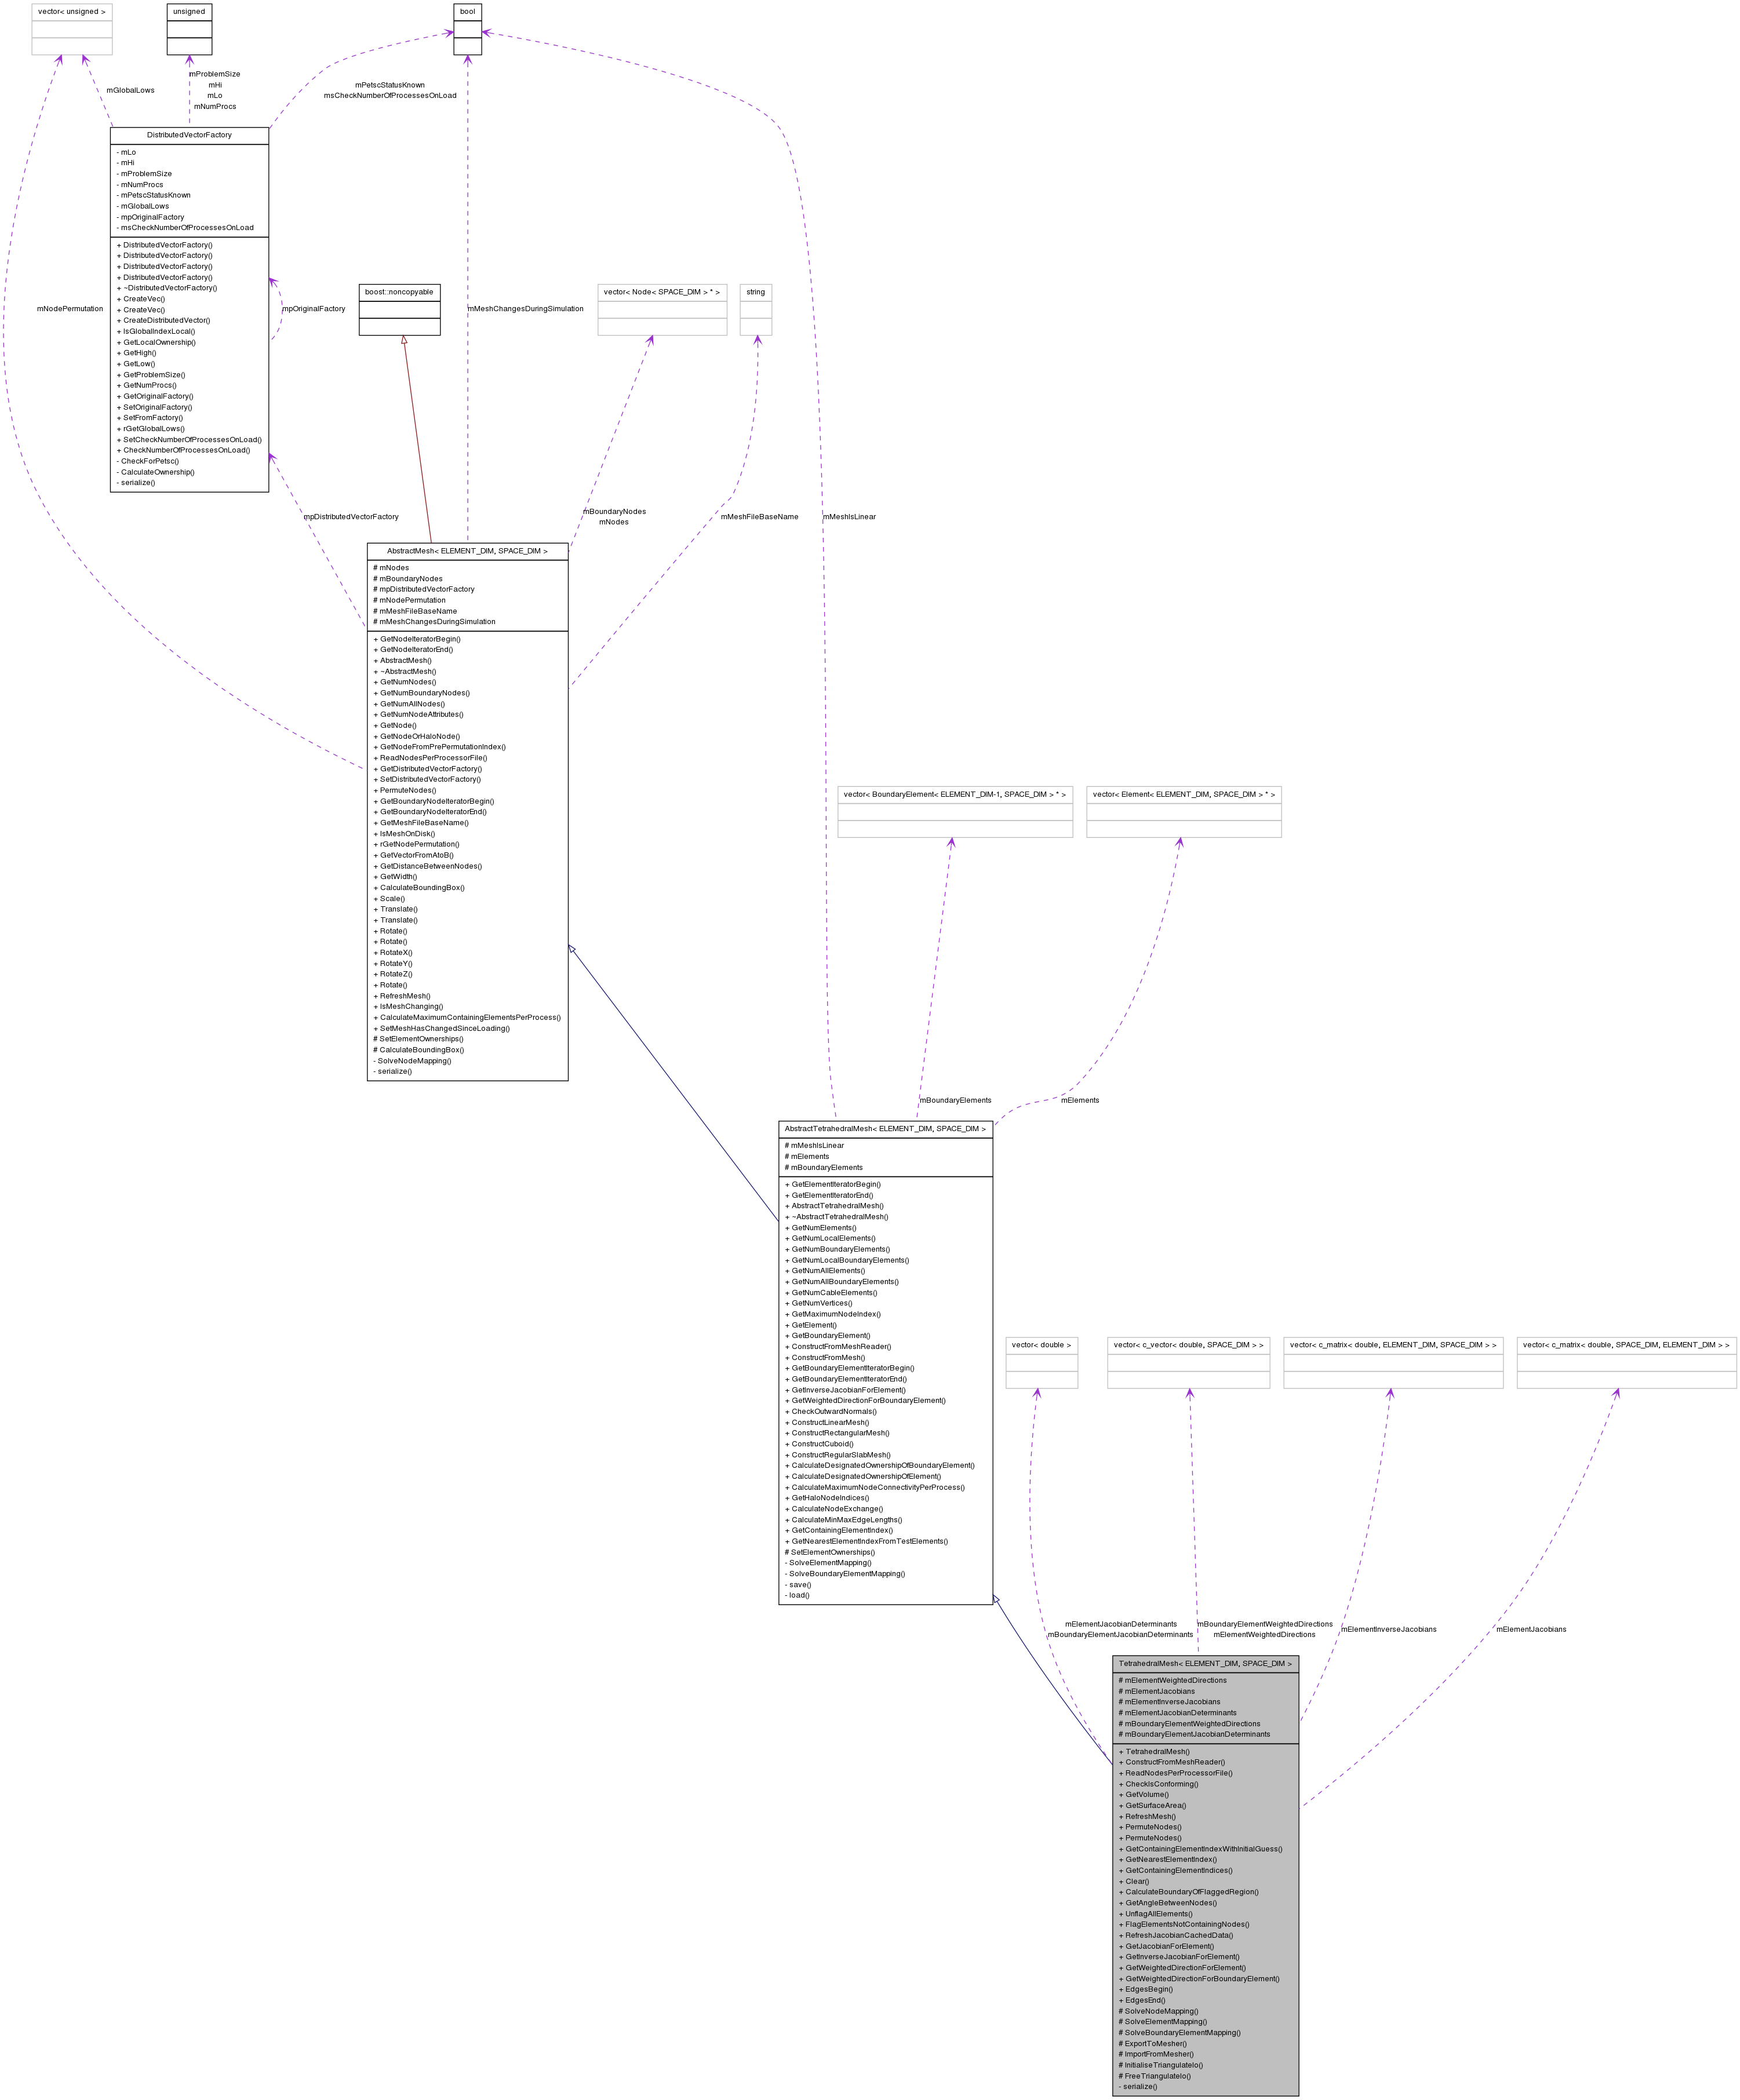 vector< unsigned >
unsigned
bool
mGlobalLows
mProblemSize
mHi
mLo
mNumProcs
mPetscStatusKnown
msCheckNumberOfProcessesOnLoad
DistributedVectorFactory
- mLo
- mHi
- mProblemSize
- mNumProcs
- mPetscStatusKnown
- mGlobalLows
- mpOriginalFactory
- msCheckNumberOfProcessesOnLoad
+ DistributedVectorFactory()
+ DistributedVectorFactory()
+ DistributedVectorFactory()
+ DistributedVectorFactory()
+ ~DistributedVectorFactory()
+ CreateVec()
+ CreateVec()
+ CreateDistributedVector()
+ IsGlobalIndexLocal()
+ GetLocalOwnership()
+ GetHigh()
+ GetLow()
+ GetProblemSize()
+ GetNumProcs()
+ GetOriginalFactory()
+ SetOriginalFactory()
+ SetFromFactory()
+ rGetGlobalLows()
+ SetCheckNumberOfProcessesOnLoad()
+ CheckNumberOfProcessesOnLoad()
- CheckForPetsc()
- CalculateOwnership()
- serialize()
mNodePermutation
mpOriginalFactory
boost::noncopyable
mMeshChangesDuringSimulation
vector< Node< SPACE_DIM > * >
string
mpDistributedVectorFactory
mBoundaryNodes
mNodes
mMeshFileBaseName
mMeshIsLinear
AbstractMesh< ELEMENT_DIM, SPACE_DIM >
# mNodes
# mBoundaryNodes
# mpDistributedVectorFactory
# mNodePermutation
# mMeshFileBaseName
# mMeshChangesDuringSimulation
+ GetNodeIteratorBegin()
+ GetNodeIteratorEnd()
+ AbstractMesh()
+ ~AbstractMesh()
+ GetNumNodes()
+ GetNumBoundaryNodes()
+ GetNumAllNodes()
+ GetNumNodeAttributes()
+ GetNode()
+ GetNodeOrHaloNode()
+ GetNodeFromPrePermutationIndex()
+ ReadNodesPerProcessorFile()
+ GetDistributedVectorFactory()
+ SetDistributedVectorFactory()
+ PermuteNodes()
+ GetBoundaryNodeIteratorBegin()
+ GetBoundaryNodeIteratorEnd()
+ GetMeshFileBaseName()
+ IsMeshOnDisk()
+ rGetNodePermutation()
+ GetVectorFromAtoB()
+ GetDistanceBetweenNodes()
+ GetWidth()
+ CalculateBoundingBox()
+ Scale()
+ Translate()
+ Translate()
+ Rotate()
+ Rotate()
+ RotateX()
+ RotateY()
+ RotateZ()
+ Rotate()
+ RefreshMesh()
+ IsMeshChanging()
+ CalculateMaximumContainingElementsPerProcess()
+ SetMeshHasChangedSinceLoading()
# SetElementOwnerships()
# CalculateBoundingBox()
- SolveNodeMapping()
- serialize()
vector< BoundaryElement< ELEMENT_DIM-1, SPACE_DIM > * >
vector< Element< ELEMENT_DIM, SPACE_DIM > * >
mBoundaryElements
mElements
AbstractTetrahedralMesh< ELEMENT_DIM, SPACE_DIM >
# mMeshIsLinear
# mElements
# mBoundaryElements
+ GetElementIteratorBegin()
+ GetElementIteratorEnd()
+ AbstractTetrahedralMesh()
+ ~AbstractTetrahedralMesh()
+ GetNumElements()
+ GetNumLocalElements()
+ GetNumBoundaryElements()
+ GetNumLocalBoundaryElements()
+ GetNumAllElements()
+ GetNumAllBoundaryElements()
+ GetNumCableElements()
+ GetNumVertices()
+ GetMaximumNodeIndex()
+ GetElement()
+ GetBoundaryElement()
+ ConstructFromMeshReader()
+ ConstructFromMesh()
+ GetBoundaryElementIteratorBegin()
+ GetBoundaryElementIteratorEnd()
+ GetInverseJacobianForElement()
+ GetWeightedDirectionForBoundaryElement()
+ CheckOutwardNormals()
+ ConstructLinearMesh()
+ ConstructRectangularMesh()
+ ConstructCuboid()
+ ConstructRegularSlabMesh()
+ CalculateDesignatedOwnershipOfBoundaryElement()
+ CalculateDesignatedOwnershipOfElement()
+ CalculateMaximumNodeConnectivityPerProcess()
+ GetHaloNodeIndices()
+ CalculateNodeExchange()
+ CalculateMinMaxEdgeLengths()
+ GetContainingElementIndex()
+ GetNearestElementIndexFromTestElements()
# SetElementOwnerships()
- SolveElementMapping()
- SolveBoundaryElementMapping()
- save()
- load()
vector< double >
vector< c_vector< double, SPACE_DIM > >
vector< c_matrix< double, ELEMENT_DIM, SPACE_DIM > >
vector< c_matrix< double, SPACE_DIM, ELEMENT_DIM > >
mElementJacobianDeterminants
mBoundaryElementJacobianDeterminants
mBoundaryElementWeightedDirections
mElementWeightedDirections
mElementInverseJacobians
mElementJacobians
TetrahedralMesh< ELEMENT_DIM, SPACE_DIM >
# mElementWeightedDirections
# mElementJacobians
# mElementInverseJacobians
# mElementJacobianDeterminants
# mBoundaryElementWeightedDirections
# mBoundaryElementJacobianDeterminants
+ TetrahedralMesh()
+ ConstructFromMeshReader()
+ ReadNodesPerProcessorFile()
+ CheckIsConforming()
+ GetVolume()
+ GetSurfaceArea()
+ RefreshMesh()
+ PermuteNodes()
+ PermuteNodes()
+ GetContainingElementIndexWithInitialGuess()
+ GetNearestElementIndex()
+ GetContainingElementIndices()
+ Clear()
+ CalculateBoundaryOfFlaggedRegion()
+ GetAngleBetweenNodes()
+ UnflagAllElements()
+ FlagElementsNotContainingNodes()
+ RefreshJacobianCachedData()
+ GetJacobianForElement()
+ GetInverseJacobianForElement()
+ GetWeightedDirectionForElement()
+ GetWeightedDirectionForBoundaryElement()
+ EdgesBegin()
+ EdgesEnd()
# SolveNodeMapping()
# SolveElementMapping()
# SolveBoundaryElementMapping()
# ExportToMesher()
# ImportFromMesher()
# InitialiseTriangulateIo()
# FreeTriangulateIo()
- serialize()